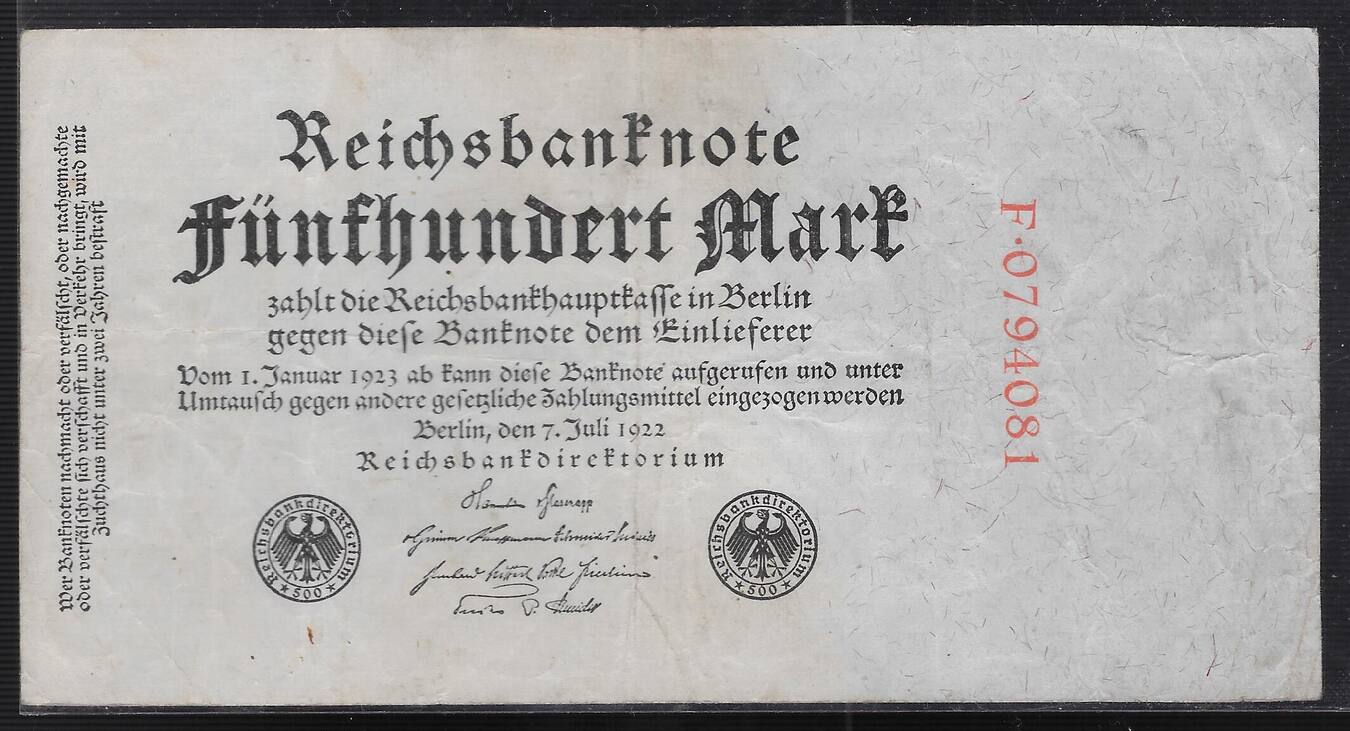 Wer Banknoten nachmacht oder verfälscht, oder nachgemachte
oder verfälschte sich verschafft und in Verkehr bringt, wird mit
Zuchthaus nicht unter zwei Jahren bestraft
Reichsbanknote
Fünfhundert Mark
zahlt die Reichsbankhauptkasse in Berlin
gegen diese Banknote dem Einlieferer
Vom 1. Januar 1923 ab kann diese Banknote aufgerufen und unter
Umtausch gegen andere gesetzliche Zahlungsmittel eingezogen werden
Berlin, den 7. Juli 1922
Reichsbankdirektorium
Reichsbankdirektorium
500
Reichsbankdirektorium
500
F·0794081